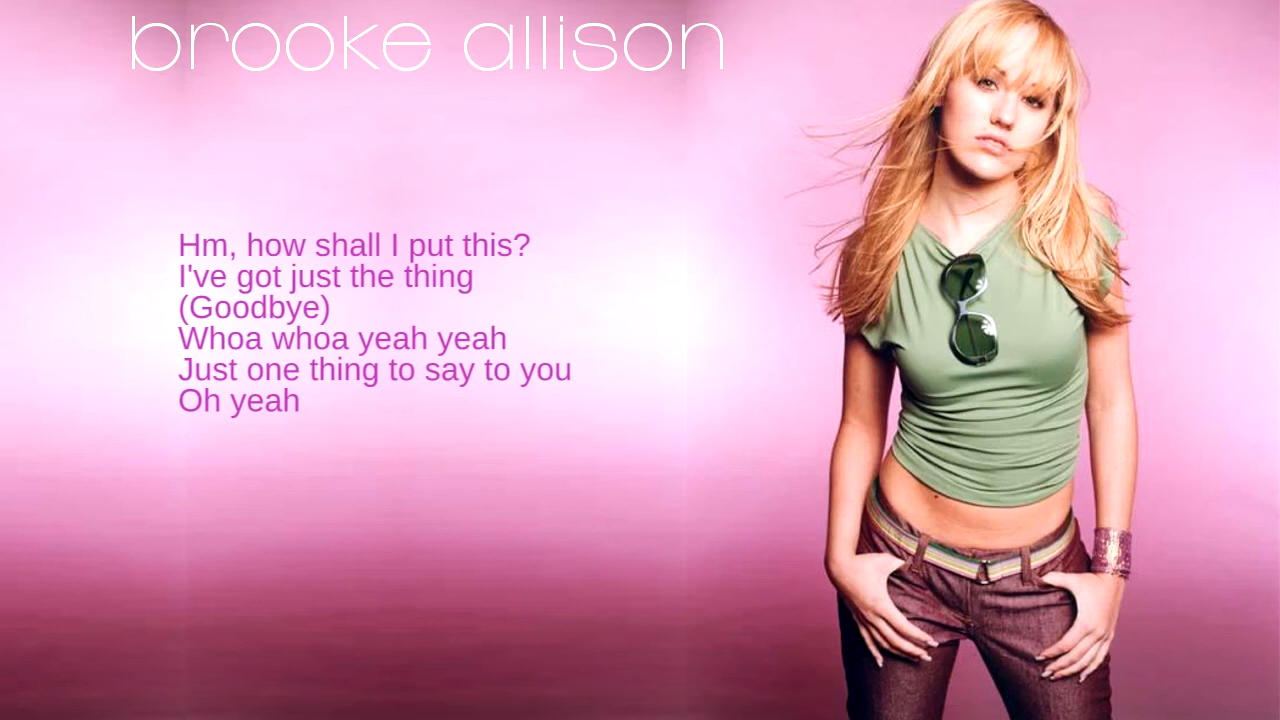 brooke allison
Hm, how shall I put this?
I've got just the thing
(Goodbye)
Whoa whoa yeah yeah
Just one thing to say to you
Oh yeah